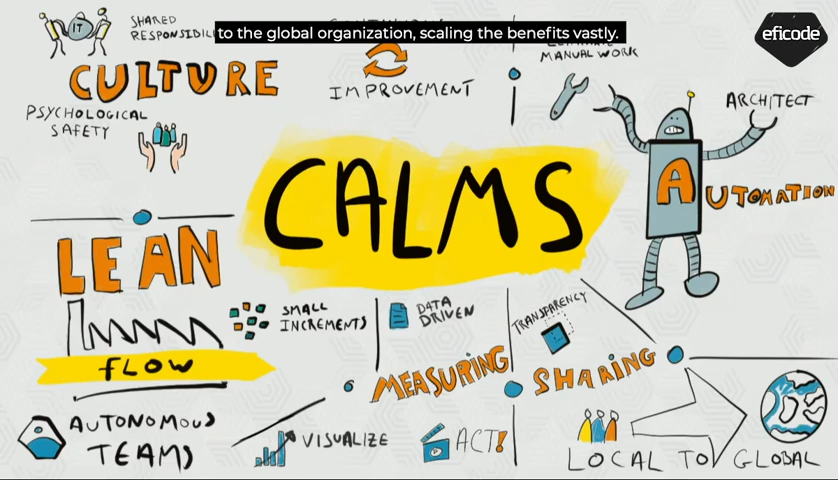 IT
SHARED
to the global organization, scaling the benefits vastly.
eficode
MANUAL WORK
CULTURE
IMPROVEMENT
ARCHITECT
PSYCHOLOGICAL
SAFETY
CALMS
AUTOMATION
LEAN
SMALL
INCREMENTS
DATA
DRIVEN
TRANSPARENCY
FLOW
MEASURING
SHARING
AUTONOMOUS
TEAMS
VISUALIZE
ACT!
LOCAL TO GLOBAL